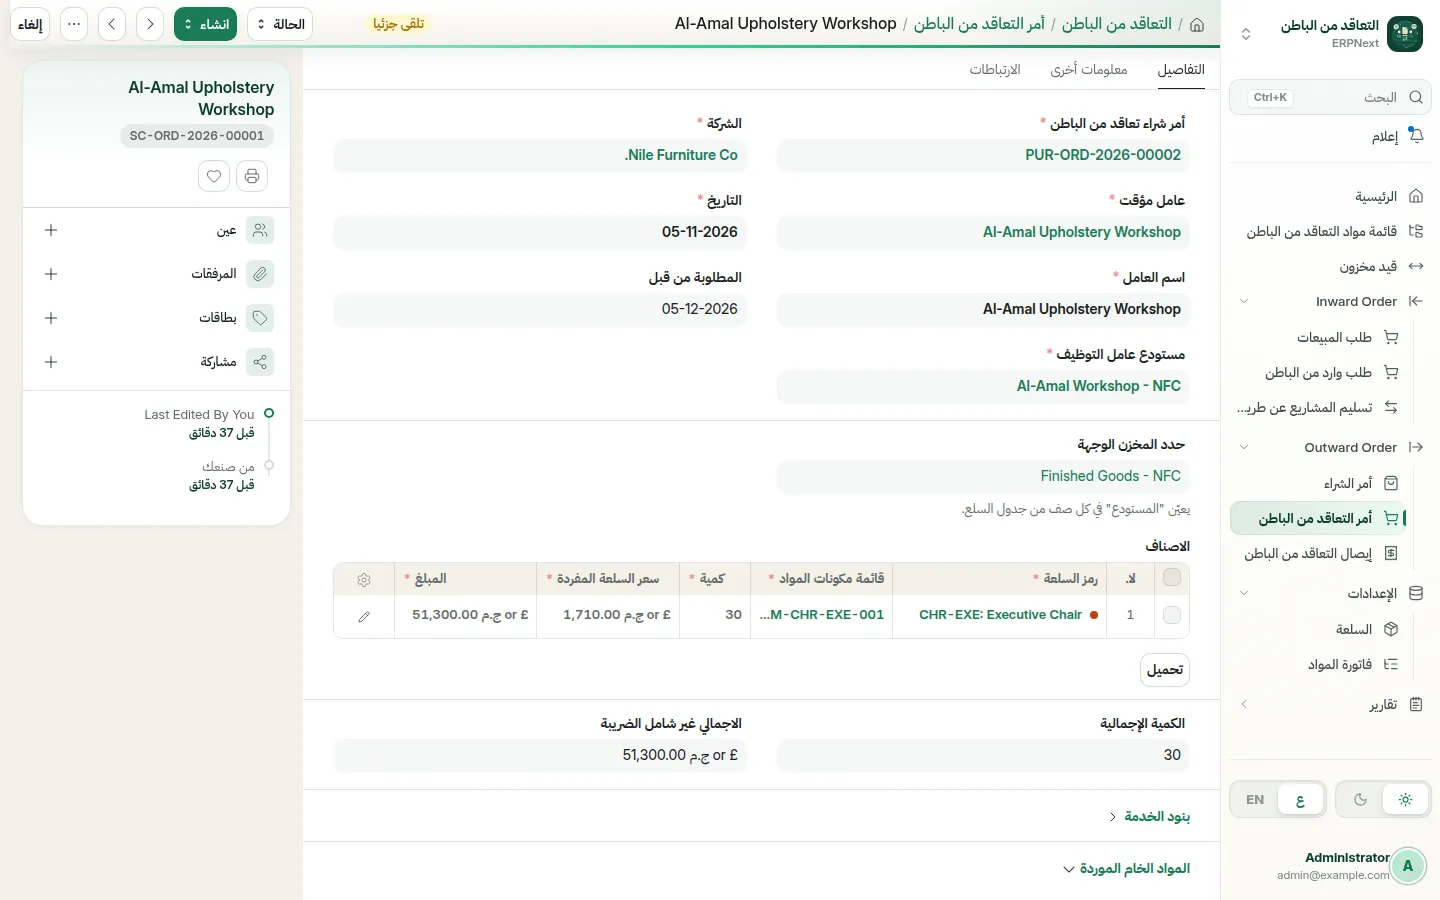 التعاقد من الباطن
ERPNext
البحث
Ctrl+K
إعلام
الرئيسية
قائمة مواد التعاقد من الباطن
قيد مخزون
Inward Order
طلب المبيعات
طلب وارد من الباطن
تسليم المشاريع عن طري...
Outward Order
أمر الشراء
أمر التعاقد من الباطن
إيصال التعاقد من الباطن
الإعدادات
السلعة
فاتورة المواد
تقارير
ع
EN
Administrator
admin@example.com
A
التعاقد من الباطن / أمر التعاقد من الباطن / Al-Amal Upholstery Workshop
تلقى جزئيا
الحالة
انشاء
إلغاء
التفاصيل
معلومات أخرى
الارتباطات
أمر شراء تعاقد من الباطن *
PUR-ORD-2026-00002
الشركة *
Nile Furniture Co.
عامل مؤقت *
Al-Amal Upholstery Workshop
التاريخ *
05-11-2026
اسم العامل *
Al-Amal Upholstery Workshop
المطلوبة من قبل
05-12-2026
مستودع عامل التوظيف *
Al-Amal Workshop - NFC
حدد المخزن الوجهة
Finished Goods - NFC
يعيّن "المستودع" في كل صف من جدول السلع.
الاصناف
لا. رمز السلعة * قائمة مكونات المواد * كمية * سعر السلعة المفردة * المبلغ *
1 CHR-EXE: Executive Chair ...M-CHR-EXE-001 30 £ or ج.م 1,710.00 £ or ج.م 51,300.00
تحميل
الكمية الإجمالية
30
الاجمالي غير شامل الضريبة
£ or ج.م 51,300.00
بنود الخدمة
المواد الخام الموردة
Al-Amal Upholstery
Workshop
SC-ORD-2026-00001
عين
المرفقات
بطاقات
مشاركة
Last Edited By You
قبل 37 دقائق
من صنعك
قبل 37 دقائق